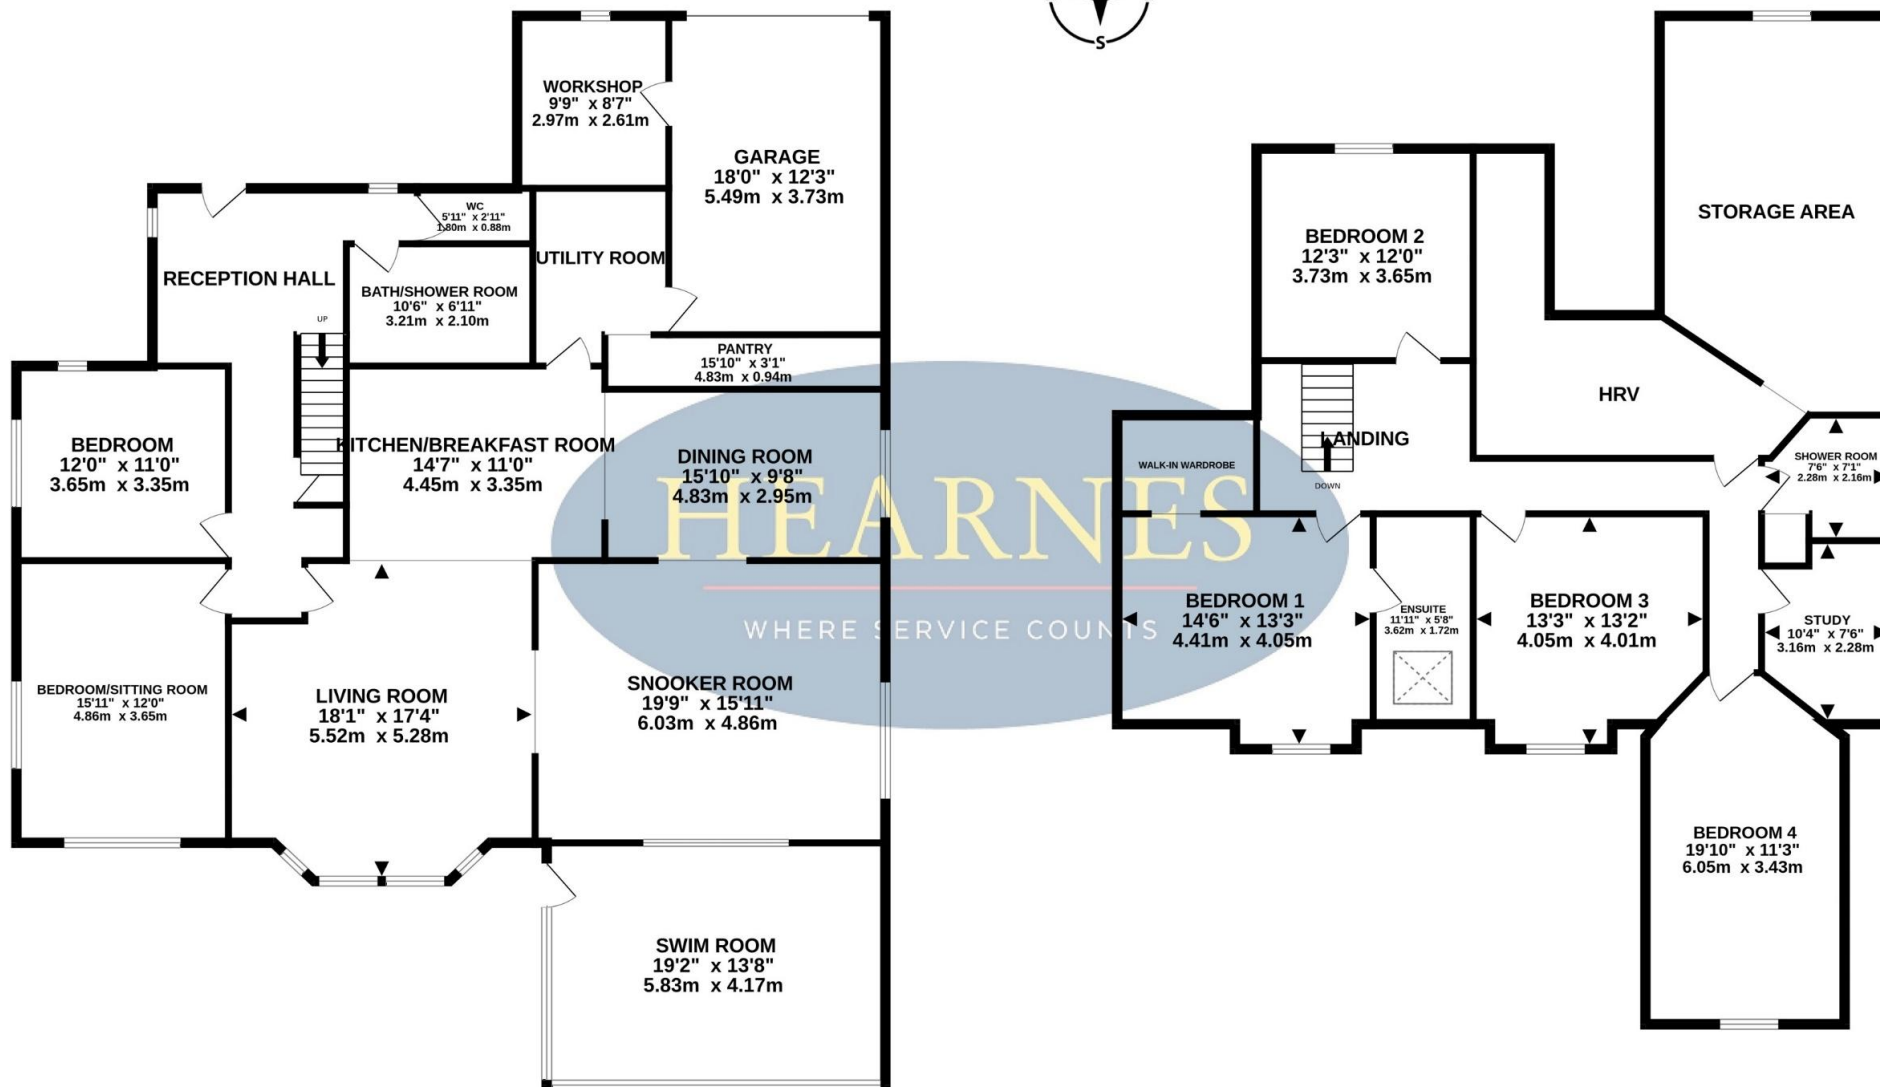 S
WORKSHOP
9'9" x 8'7"
2.97m x 2.61m
GARAGE
18'0" x 12'3"
5.49m x 3.73m
WC
5'11" x 2'11"
1.80m x 0.88m
UTILITY ROOM
RECEPTION HALL
BATH/SHOWER ROOM
10'6" x 6'11"
3.21m x 2.10m
UP
PANTRY
15'10" x 3'1"
4.83m x 0.94m
BEDROOM
12'0" x 11'0"
3.65m x 3.35m
KITCHEN/BREAKFAST ROOM
14'7" x 11'0"
4.45m x 3.35m
DINING ROOM
15'10" x 9'8"
4.83m x 2.95m
BEDROOM/SITTING ROOM
15'11" x 12'0"
4.86m x 3.65m
LIVING ROOM
18'1" x 17'4"
5.52m x 5.28m
SNOOKER ROOM
19'9" x 15'11"
6.03m x 4.86m
SWIM ROOM
19'2" x 13'8"
5.83m x 4.17m
HEARNES
WHERE SERVICE COUNTS
STORAGE AREA
BEDROOM 2
12'3" x 12'0"
3.73m x 3.65m
HRV
LANDING
WALK-IN WARDROBE
DOWN
SHOWER ROOM
7'6" x 7'1"
2.28m x 2.16m
BEDROOM 1
14'6" x 13'3"
4.41m x 4.05m
ENSUITE
11'11" x 5'8"
3.62m x 1.72m
BEDROOM 3
13'3" x 13'2"
4.05m x 4.01m
STUDY
10'4" x 7'6"
3.16m x 2.28m
BEDROOM 4
19'10" x 11'3"
6.05m x 3.43m